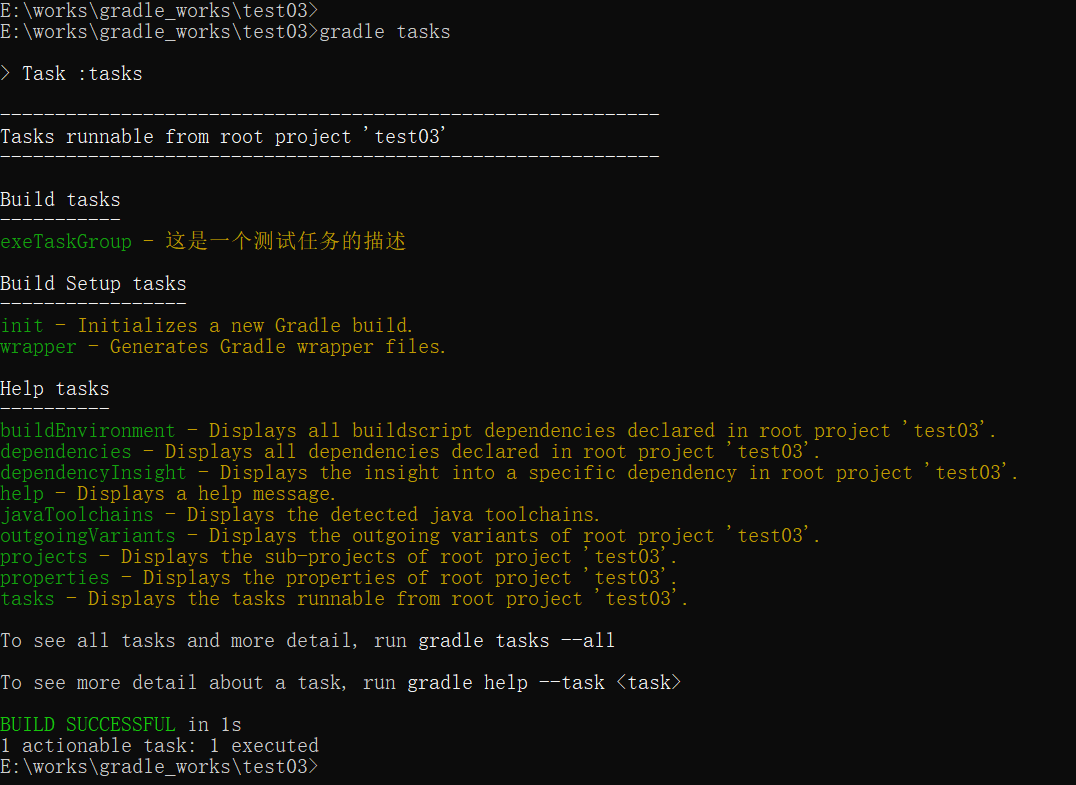 E:\works\gradle_works\test03>
E:\works\gradle_works\test03>gradle tasks
> Task :tasks
------------------------------------------------------------
Tasks runnable from root project 'test03'
------------------------------------------------------------
Build tasks
-----------
exeTaskGroup - 这是一个测试任务的描述
Build Setup tasks
-----------------
init - Initializes a new Gradle build.
wrapper - Generates Gradle wrapper files.
Help tasks
----------
buildEnvironment - Displays all buildscript dependencies declared in root project 'test03'.
dependencies - Displays all dependencies declared in root project 'test03'.
dependencyInsight - Displays the insight into a specific dependency in root project 'test03'.
help - Displays a help message.
javaToolchains - Displays the detected java toolchains.
outgoingVariants - Displays the outgoing variants of root project 'test03'.
projects - Displays the sub-projects of root project 'test03'.
properties - Displays the properties of root project 'test03'.
tasks - Displays the tasks runnable from root project 'test03'.
To see all tasks and more detail, run gradle tasks --all
To see more detail about a task, run gradle help --task <task>
BUILD SUCCESSFUL in 1s
1 actionable task: 1 executed
E:\works\gradle_works\test03>